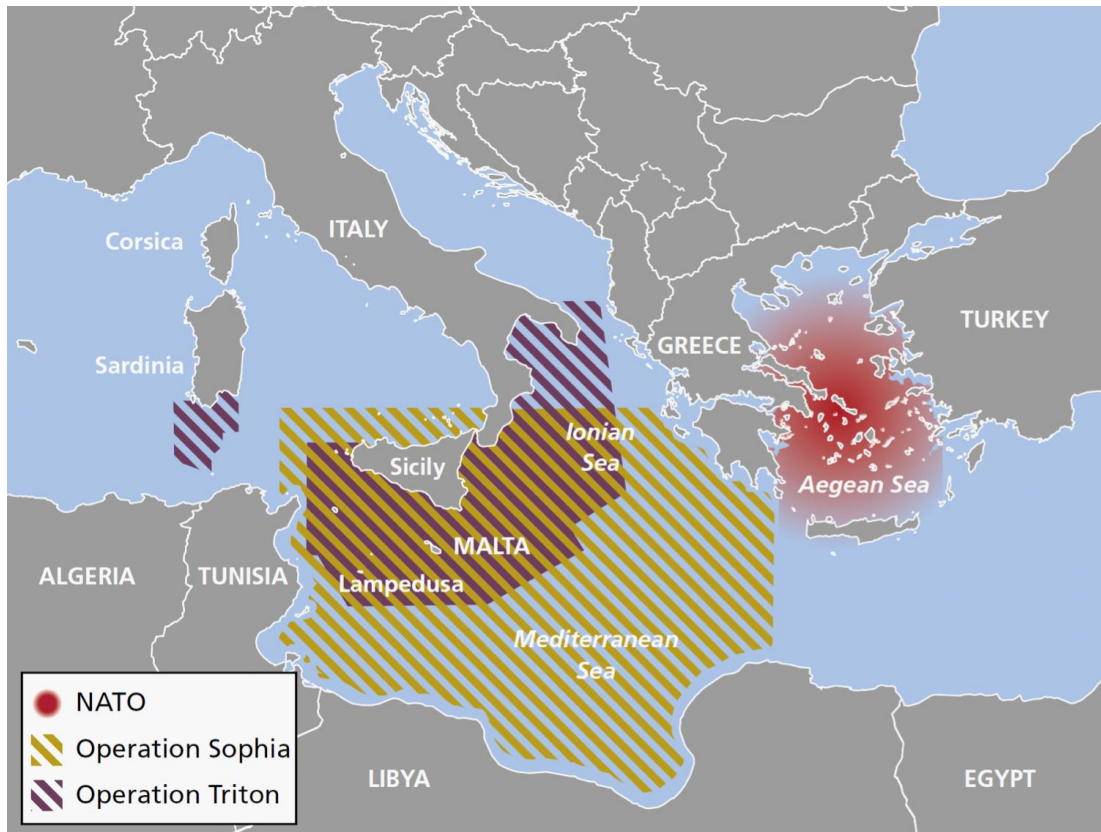 Corsica
ITALY
Sardinia
GREECE
TURKEY
Ionian
Sea
Sicily
Aegean Sea
MALTA
ALGERIA
TUNISIA
Lampedusa
Mediterranean
Sea
NATO
Operation Sophia
Operation Triton
LIBYA
EGYPT